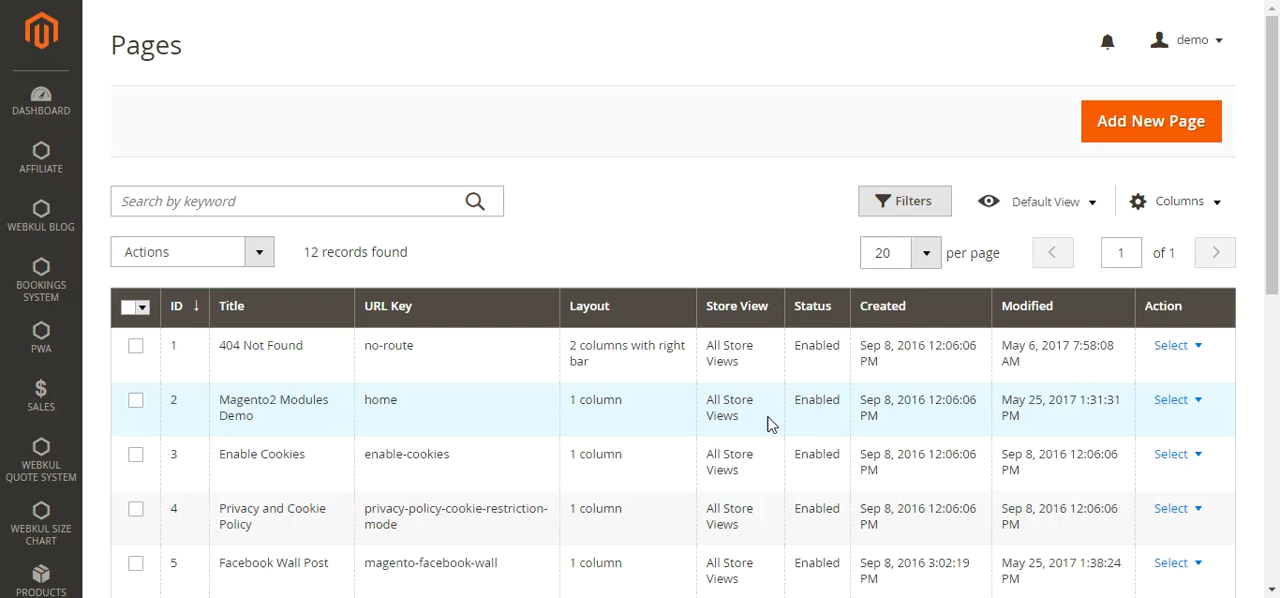 Pages
demo
DASHBOARD
AFFILIATE
WEBKUL BLOG
BOOKINGS
SYSTEM
PWA
SALES
WEBKUL
QUOTE SYSTEM
WEBKUL SIZE
CHART
PRODUCTS
Add New Page
Search by keyword
Filters
Default View
Columns
Actions
12 records found
20 per page
1 of 1
ID ↓ Title URL Key Layout Store View Status Created Modified Action
1 404 Not Found no-route 2 columns with right All Store Enabled Sep 8, 2016 12:06:06 May 6, 2017 7:58:08 Select
bar Views PM AM
2 Magento2 Modules home 1 column All Store Enabled Sep 8, 2016 12:06:06 May 25, 2017 1:31:31 Select
Demo Views PM PM
3 Enable Cookies enable-cookies 1 column All Store Enabled Sep 8, 2016 12:06:06 Sep 8, 2016 12:06:06 Select
Views PM PM
4 Privacy and Cookie privacy-policy-cookie-restriction- 1 column All Store Enabled Sep 8, 2016 12:06:06 Sep 8, 2016 12:06:06 Select
Policy mode Views PM PM
5 Facebook Wall Post magento-facebook-wall 1 column All Store Enabled Sep 8, 2016 3:02:19 May 25, 2017 1:38:24 Select
Views PM PM